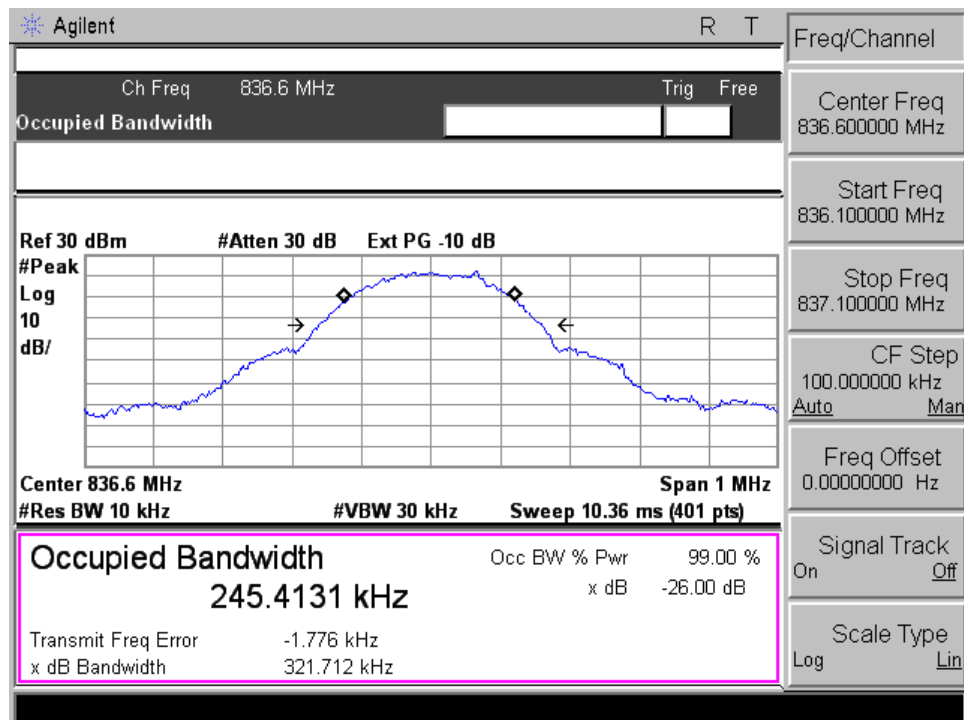 Agilent R T
Ch Freq 836.6 MHz Trig Free
Occupied Bandwidth
Ref 30 dBm #Atten 30 dB Ext PG -10 dB
#Peak
Log
10
dB/
Center 836.6 MHz Span 1 MHz
#Res BW 10 kHz #VBW 30 kHz Sweep 10.36 ms (401 pts)
Occupied Bandwidth
245.4131 kHz
Occ BW % Pwr 99.00 %
x dB -26.00 dB
Transmit Freq Error -1.776 kHz
x dB Bandwidth 321.712 kHz
Freq/Channel
Center Freq
836.600000 MHz
Start Freq
836.100000 MHz
Stop Freq
837.100000 MHz
CF Step
100.000000 kHz
Auto Man
Freq Offset
0.00000000 Hz
Signal Track
On Off
Scale Type
Log Lin